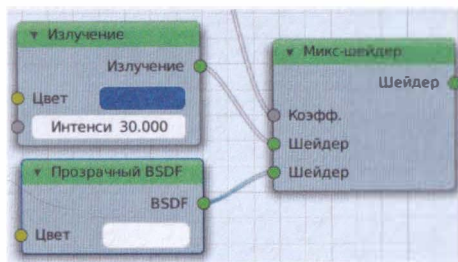 Излучение
Излучение
Цвет
Интенси 30.000
Прозрачный BSDF
BSDF
Цвет
Микс-шейдер
Шейдер
Коэфф.
Шейдер
Шейдер